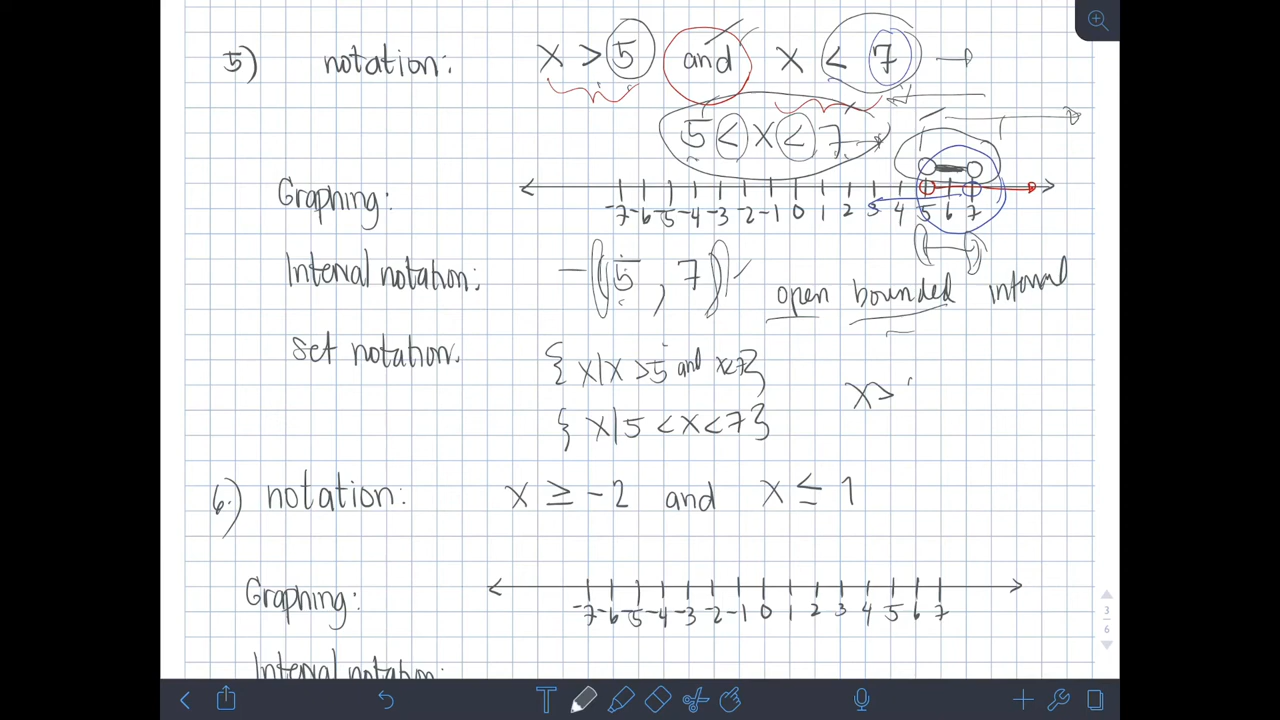 5) notation: x > 5 and x < 7
5 < x < 7
Graphing:
-7 -6 -5 -4 -3 -2 -1 0 1 2 3 4 5 6 7
Interval notation: (5, 7) open bounded interval
set notation. { x|x >5 and x<7}
x>
{ x|5 <x<7}
6.) notation: x ≥ -2 and x ≤ 1
Graphing:
-7 -6 -5 -4 -3 -2 -1 0 1 2 3 4 5 6 7
Interval notation:
3
6
T